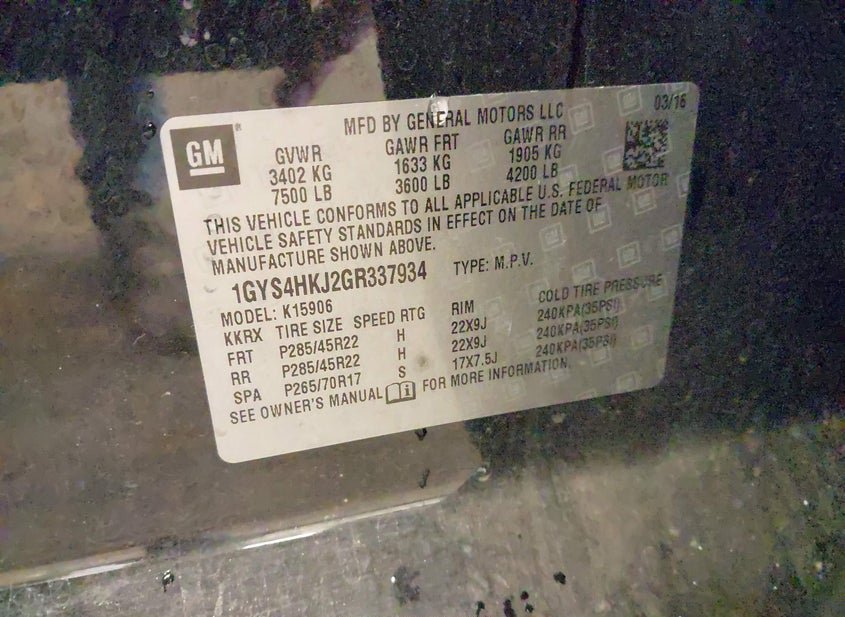 MFD BY GENERAL MOTORS LLC 03/16
GM
®
GVWR GAWR FRT GAWR RR
3402 KG 1633 KG 1905 KG
7500 LB 3600 LB 4200 LB
THIS VEHICLE CONFORMS TO ALL APPLICABLE U.S. FEDERAL MOTOR
VEHICLE SAFETY STANDARDS IN EFFECT ON THE DATE OF
MANUFACTURE SHOWN ABOVE.
1GYS4HKJ2GR337934 TYPE: M.P.V.
MODEL: K15906
KKRX TIRE SIZE SPEED RTG RIM COLD TIRE PRESSURE
FRT P285/45R22 H 22X9J 240KPA(35PSI)
RR P285/45R22 H 22X9J 240KPA(35PSI)
SPA P265/70R17 S 17X7.5J 240KPA(35PSI)
SEE OWNER'S MANUAL FOR MORE INFORMATION.